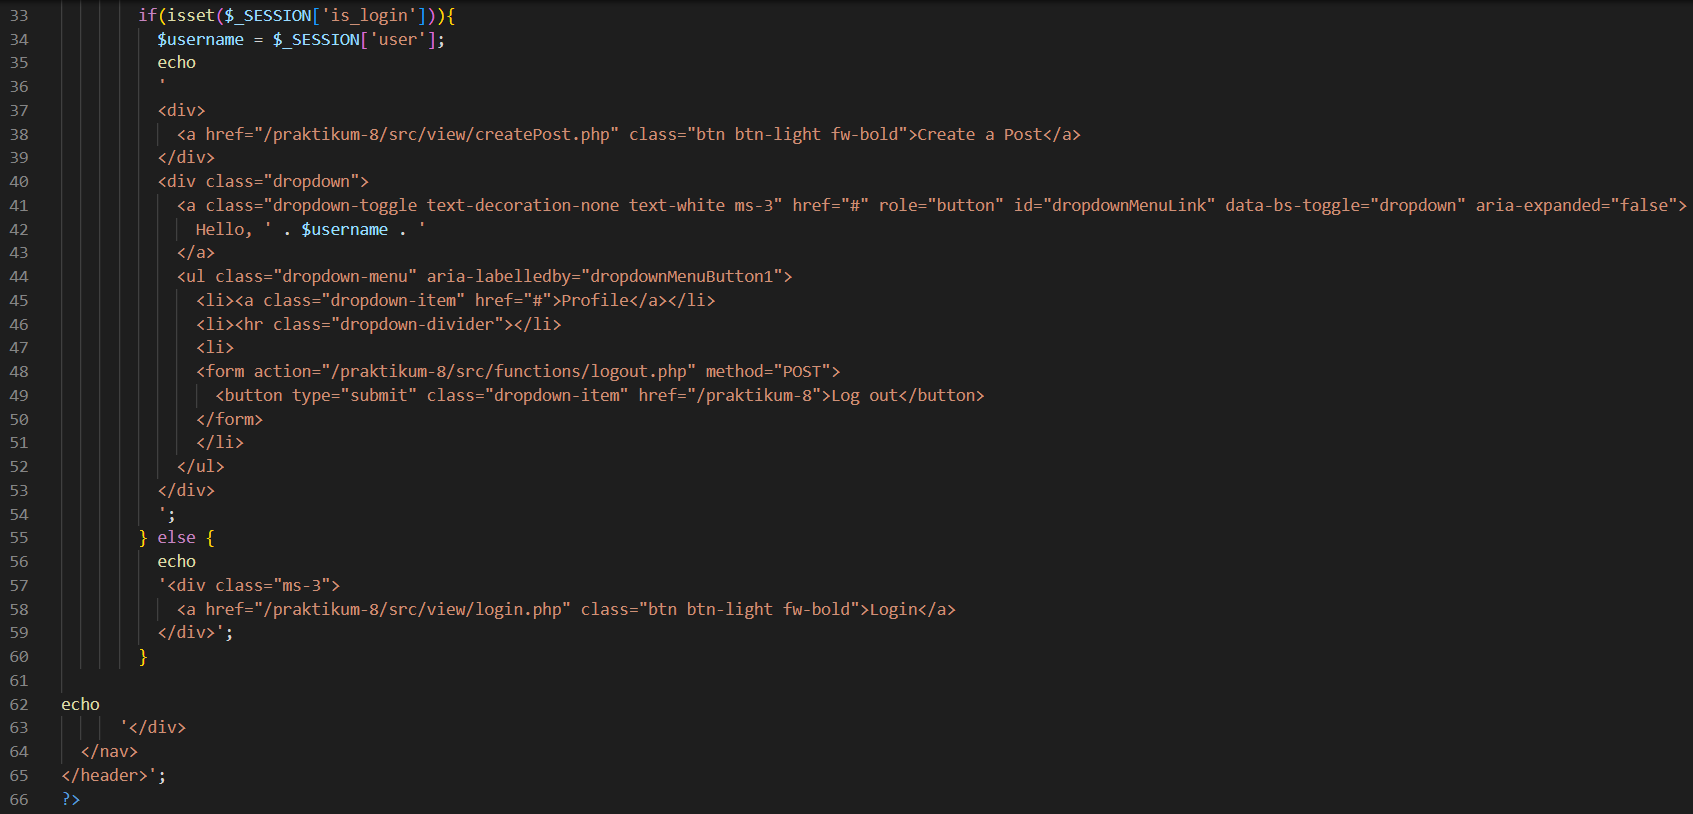 33 if(isset($_SESSION['is_login'])){
34 $username = $_SESSION['user'];
35 echo
36 '
37 <div>
38 <a href="/praktikum-8/src/view/createPost.php" class="btn btn-light fw-bold">Create a Post</a>
39 </div>
40 <div class="dropdown">
41 <a class="dropdown-toggle text-decoration-none text-white ms-3" href="#" role="button" id="dropdownMenuLink" data-bs-toggle="dropdown" aria-expanded="false">
42 Hello, ' . $username . '
43 </a>
44 <ul class="dropdown-menu" aria-labelledby="dropdownMenuButton1">
45 <li><a class="dropdown-item" href="#">Profile</a></li>
46 <li><hr class="dropdown-divider"></li>
47 <li>
48 <form action="/praktikum-8/src/functions/logout.php" method="POST">
49 <button type="submit" class="dropdown-item" href="/praktikum-8">Log out</button>
50 </form>
51 </li>
52 </ul>
53 </div>
54 ';
55 } else {
56 echo
57 '<div class="ms-3">
58 <a href="/praktikum-8/src/view/login.php" class="btn btn-light fw-bold">Login</a>
59 </div>';
60 }
61
62 echo
63 '</div>
64 </nav>
65 </header>';
66 ?>